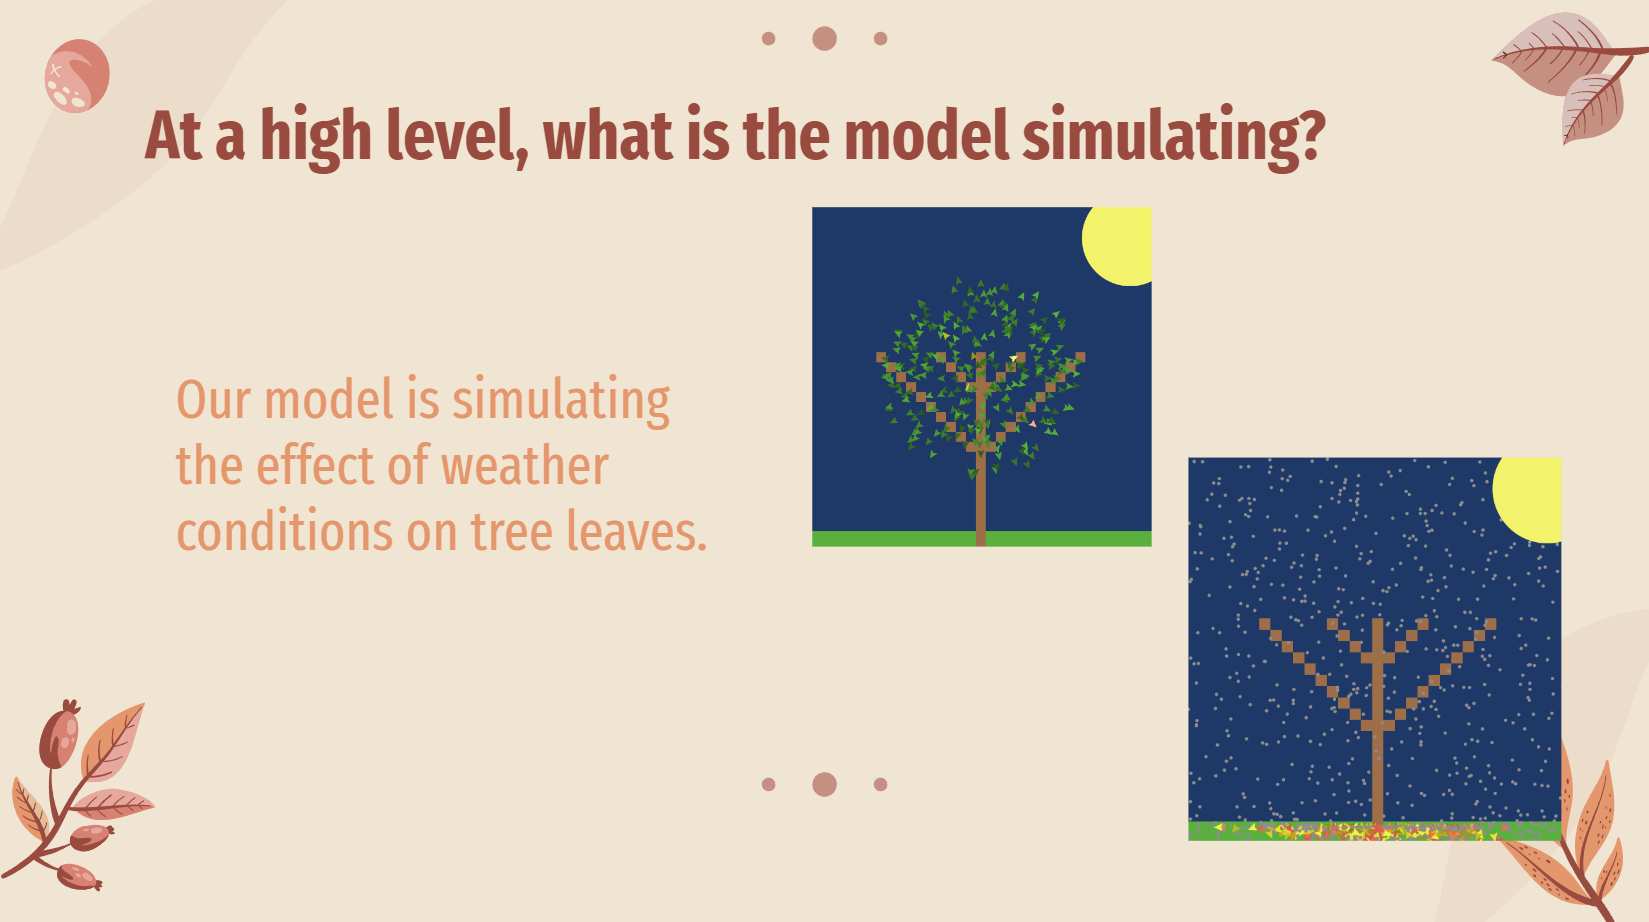 At a high level, what is the model simulating?
Our model is simulating
the effect of weather
conditions on tree leaves.